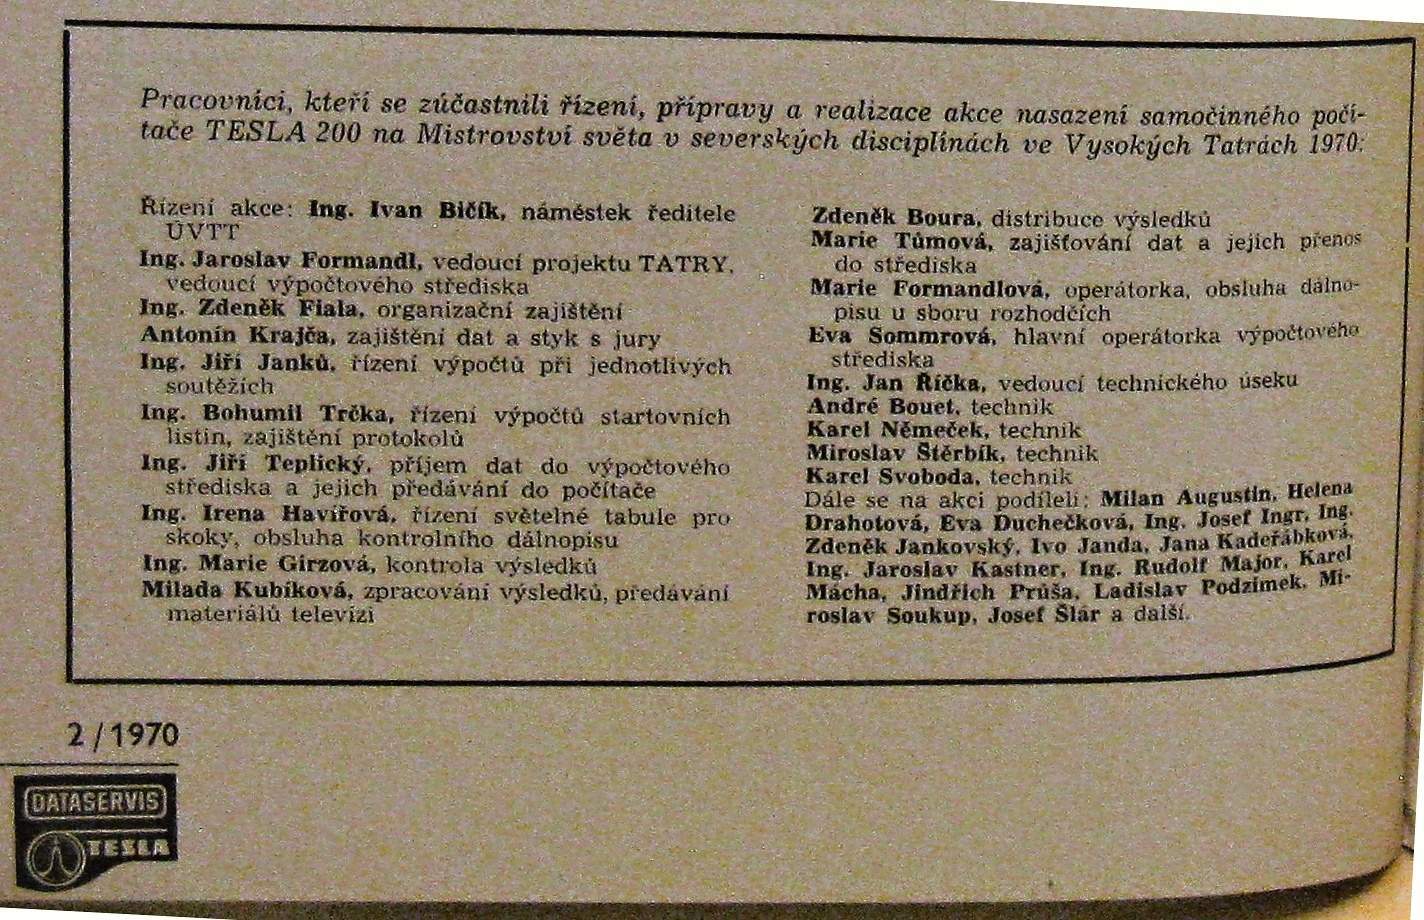 Pracovníci, kteří se zúčastnili řízení, přípravy a realizace akce nasazení samočinného počí-
tače TESLA 200 na Mistrovství světa v severských disciplínách ve Vysokých Tatrách 1970:
Řízení akce: Ing. Ivan Bičík, náměstek ředitele
ÚVTT
Ing. Jaroslav Formandl, vedoucí projektu TATRY,
vedoucí výpočtového střediska
Ing. Zdeněk Fiala, organizační zajištění
Antonín Krajča, zajištění dat a styk s jury
Ing. Jiří Janků, řízení výpočtů při jednotlivých
soutěžích
Ing. Bohumil Trčka, řízení výpočtů startovních
listin, zajištění protokolů
Ing. Jiří Teplický, příjem dat do výpočtového
střediska a jejich předávání do počítače
Ing. Irena Havířová, řízení světelné tabule pro
skoky, obsluha kontrolního dálnopisu
Ing. Marie Girzová, kontrola výsledků
Milada Kubíková, zpracování výsledků, předávání
materiálů televizi
Zdeněk Boura, distribuce výsledků
Marie Tůmová, zajišťování dat a jejich přenos
do střediska
Marie Formandlová, operátorka, obsluha dálno-
pisu u sboru rozhodčích
Eva Sommrová, hlavní operátorka výpočtového
střediska
Ing. Jan Říčka, vedoucí technického úseku
André Bouet, technik
Karel Němeček, technik
Miroslav Štěrbík, technik
Karel Svoboda, technik
Dále se na akci podíleli: Milan Augustin, Helena
Drahotová, Eva Duchečková, Ing. Josef Ingr, Ing.
Zdeněk Jankovský, Ivo Janda, Jana Kadeřábková,
Ing. Jaroslav Kastner, Ing. Rudolf Major, Karel
Mácha, Jindřich Průša, Ladislav Podzimek, Mi-
roslav Soukup, Josef Šlár a další.
2/1970
DATASERVIS
TESLA